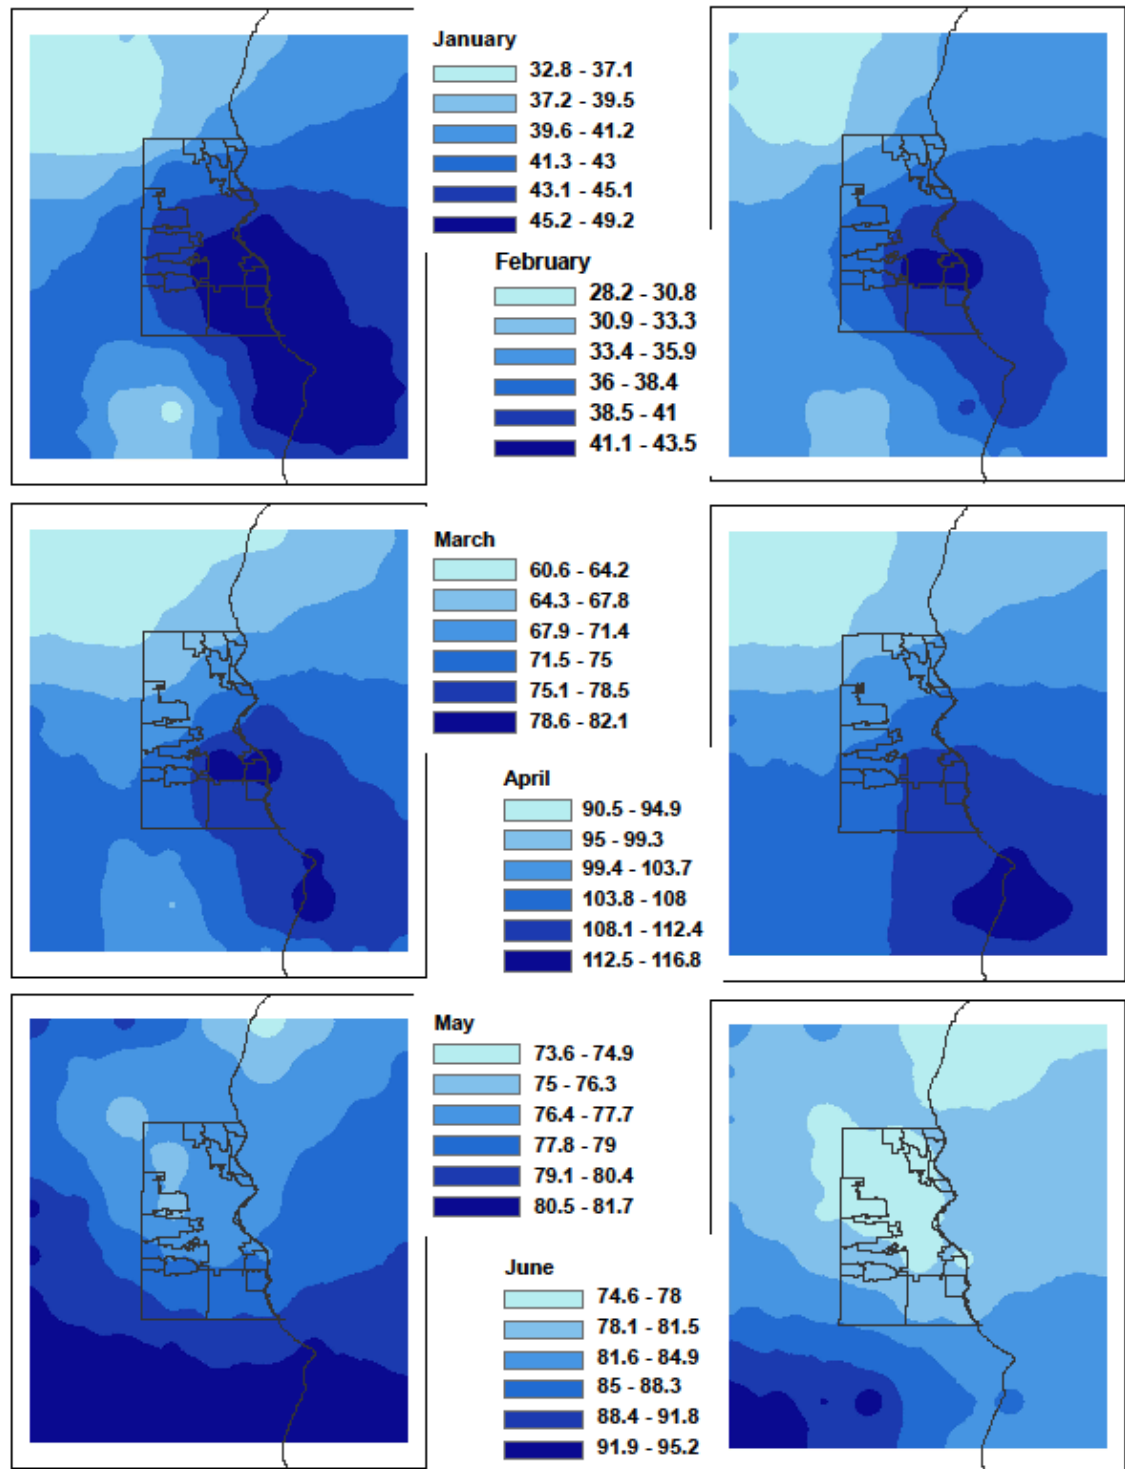 January
32.8 - 37.1
37.2 - 39.5
39.6 - 41.2
41.3 - 43
43.1 - 45.1
45.2 - 49.2
February
28.2 - 30.8
30.9 - 33.3
33.4 - 35.9
36 - 38.4
38.5 - 41
41.1 - 43.5
March
60.6 - 64.2
64.3 - 67.8
67.9 - 71.4
71.5 - 75
75.1 - 78.5
78.6 - 82.1
April
90.5 - 94.9
95 - 99.3
99.4 - 103.7
103.8 - 108
108.1 - 112.4
112.5 - 116.8
May
73.6 - 74.9
75 - 76.3
76.4 - 77.7
77.8 - 79
79.1 - 80.4
80.5 - 81.7
June
74.6 - 78
78.1 - 81.5
81.6 - 84.9
85 - 88.3
88.4 - 91.8
91.9 - 95.2